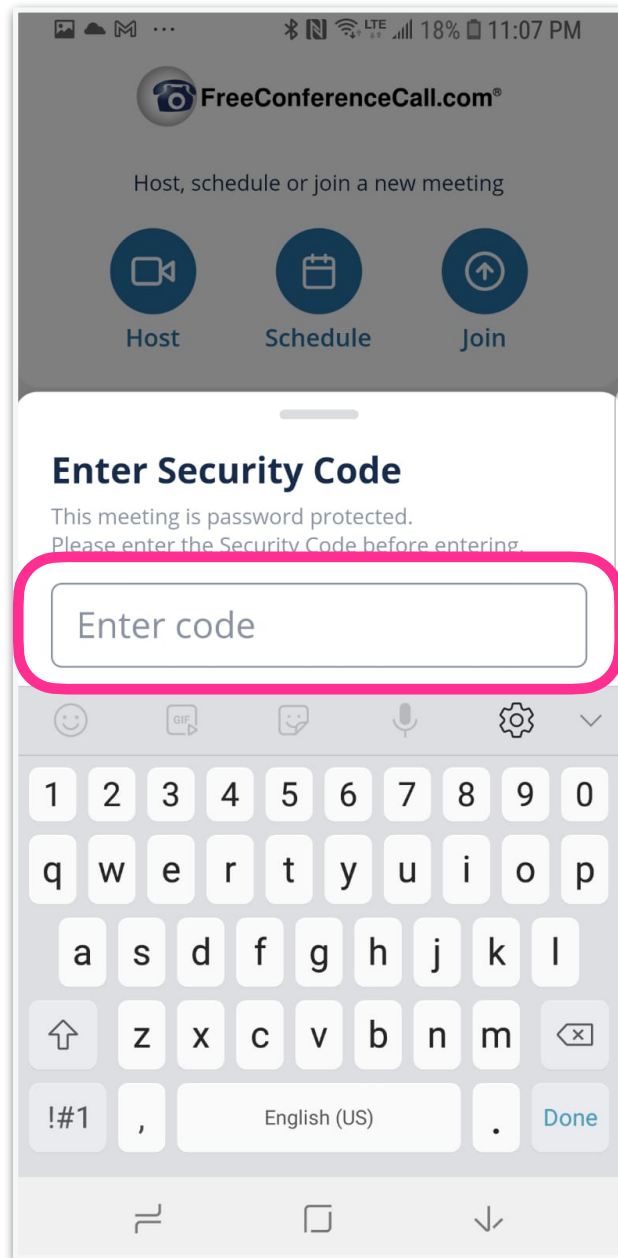 ··· LTE 18% 11:07 PM
FreeConferenceCall.com®
Host, schedule or join a new meeting
Host Schedule Join
Enter Security Code
This meeting is password protected.
Please enter the Security Code before entering.
Enter code
GIF
1 2 3 4 5 6 7 8 9 0
q w e r t y u i o p
a s d f g h j k l
z x c v b n m
!#1 , English (US) . Done